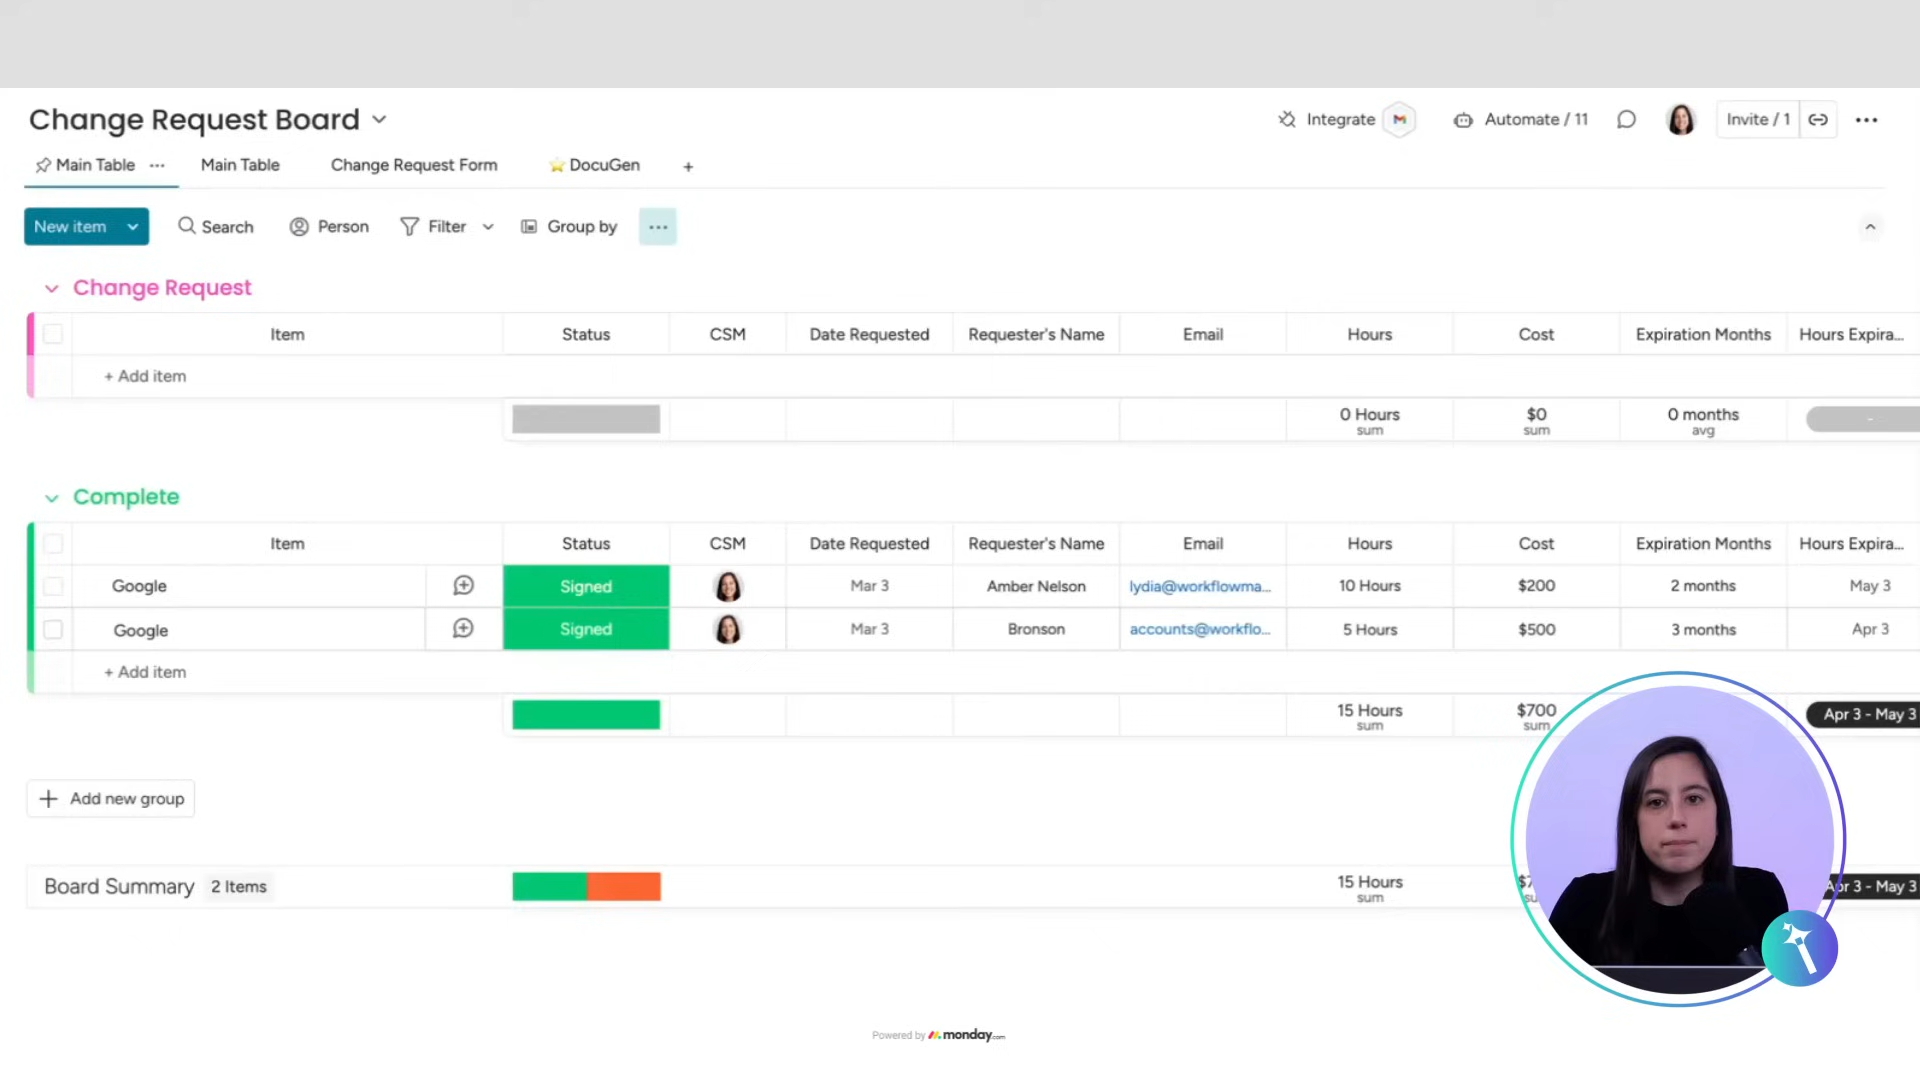 Change Request Board
Integrate
Automate / 11
Invite / 1
Main Table
Main Table
Change Request Form
DocuGen
+
New item
Search
Person
Filter
Group by
Change Request
Item Status CSM Date Requested Requester's Name Email Hours Cost Expiration Months Hours Expira...
+ Add item
0 Hours $0 0 months -
sum sum avg
Complete
Item Status CSM Date Requested Requester's Name Email Hours Cost Expiration Months Hours Expira...
Google Signed Mar 3 Amber Nelson lydia@workflowma... 10 Hours $200 2 months May 3
Google Signed Mar 3 Bronson accounts@workflo... 5 Hours $500 3 months Apr 3
+ Add item
15 Hours $700 Apr 3 - May 3
sum sum
+ Add new group
Board Summary 2 Items 15 Hours Apr 3 - May 3
sum
Powered by monday.com